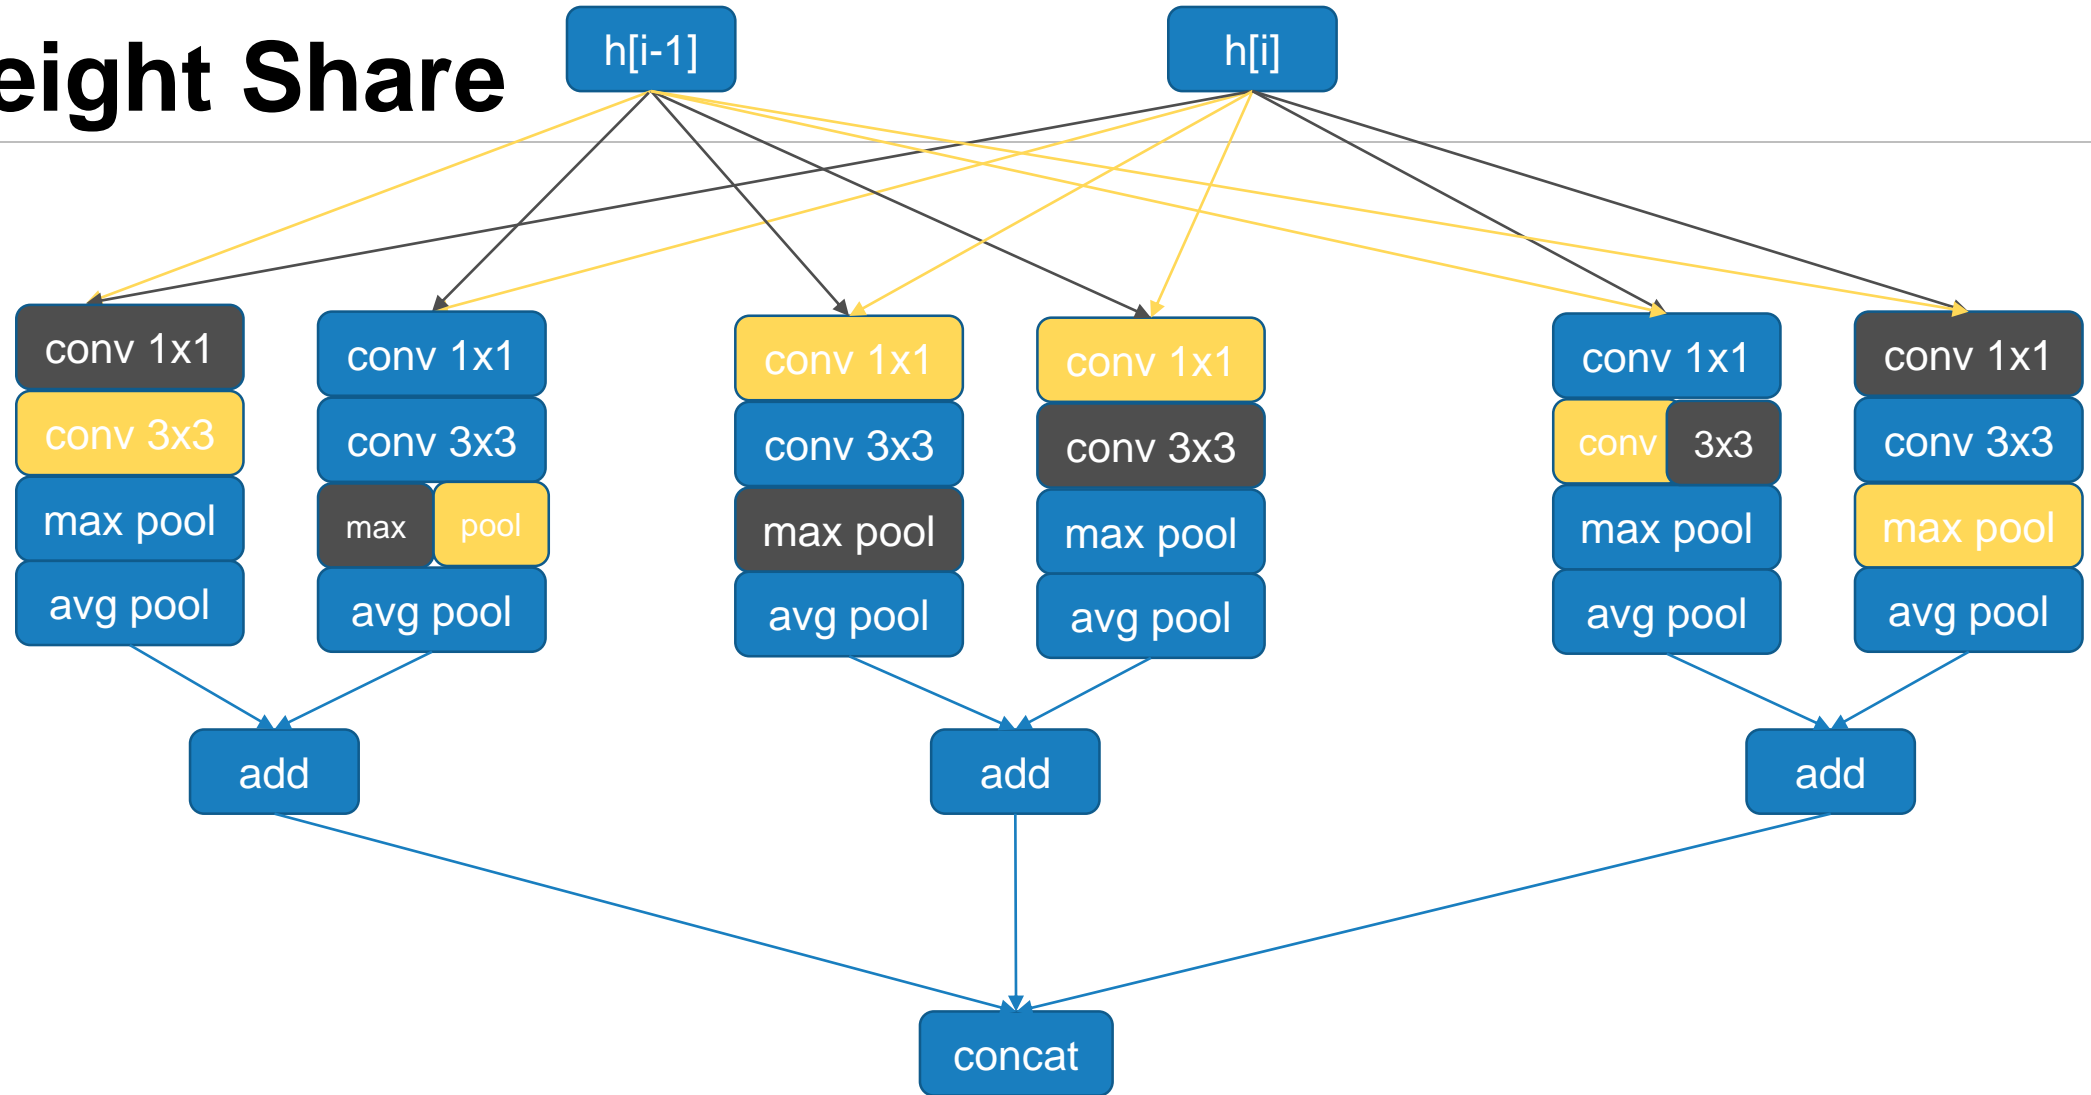 eight Share
h[i-1]
h[i]
conv 1x1
conv 3x3
max pool
avg pool
conv 1x1
conv 3x3
max pool
avg pool
conv 1x1
conv 3x3
max pool
avg pool
conv 1x1
conv 3x3
max pool
avg pool
conv 1x1
conv 3x3
max pool
avg pool
conv 1x1
conv 3x3
max pool
avg pool
add
add
add
concat